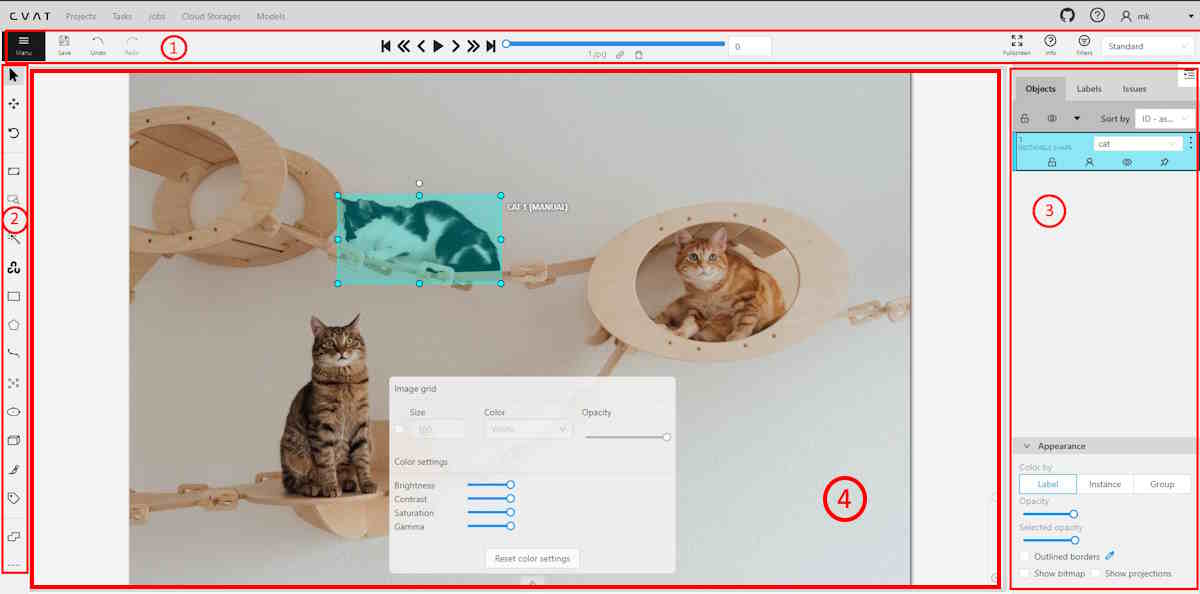 CVAT Projects Tasks Jobs Cloud Storages Models mk
Menu Save Undo Redo 1 0 Fullscreen Info Filters Standard
1.jpg
Objects Labels Issues
Sort by ID - as...
1
RECTANGLE SHAPE cat
CAT 1 (MANUAL)
2
3
Image grid
Size Color Opacity
100 White
Color settings
Brightness
Contrast
Saturation
Gamma
Reset color settings
4
Appearance
Color by
Label Instance Group
Opacity
Selected opacity
Outlined borders
Show bitmap Show projections